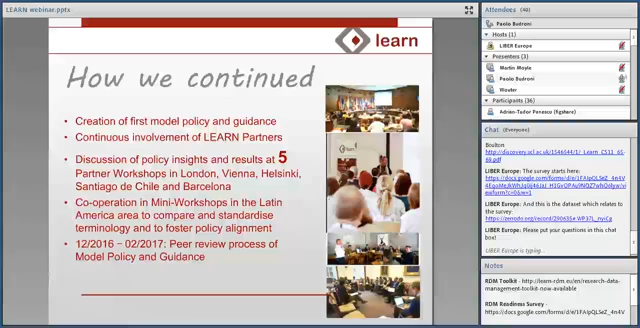 LEARN webinar.pptx
learn
How we continued
Creation of first model policy and guidance
Continuous involvement of LEARN Partners
Discussion of policy insights and results at 5
Partner Workshops in London, Vienna, Helsinki,
Santiago de Chile and Barcelona
Co-operation in Mini-Workshops in the Latin
America area to compare and standardise
terminology and to foster policy alignment
12/2016 – 02/2017: Peer review process of
Model Policy and Guidance
Attendees (40)
Paolo Budroni
Hosts (1)
LIBER Europe
Presenters (3)
Martin Moyle
Paolo Budroni
Wouter
Participants (36)
Adrian-Tudor Panescu (figshare)
Chat (Everyone)
Boulton
LIBER Europe: The survey starts here:
LIBER Europe: And this is the dataset which relates to the
survey:
LIBER Europe: Please put your questions in this chat
box!
LIBER Europe is typing...
Notes
RDM Toolkit - http://learn-rdm.eu/en/research-data-
management-toolkit-now-available
RDM Readiness Survey -